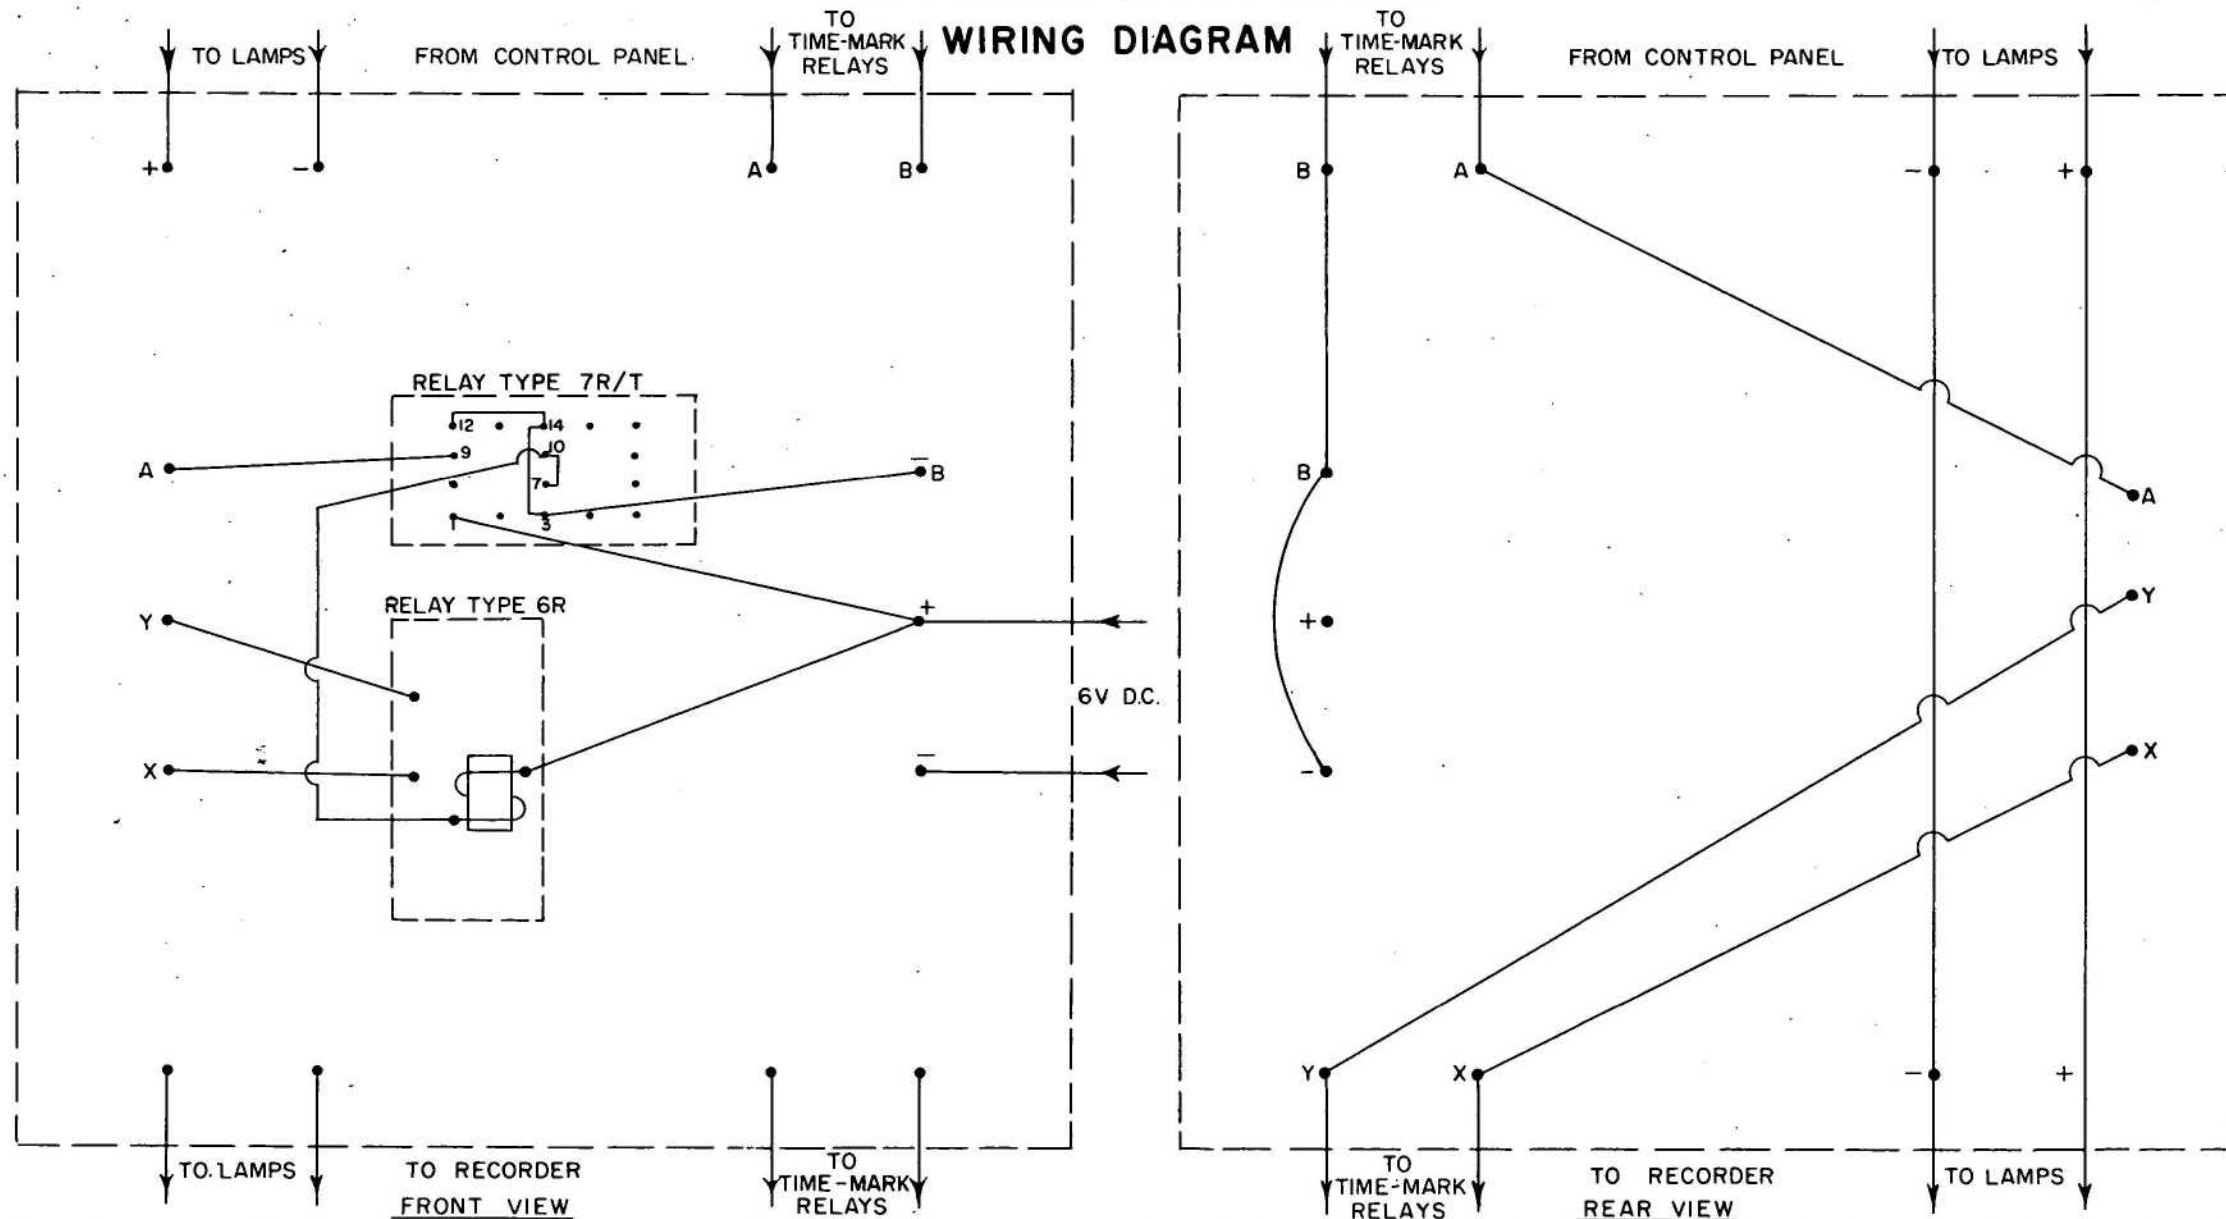 WIRING DIAGRAM
TO LAMPS
FROM CONTROL PANEL
TO
TIME-MARK
RELAYS
TO
TIME-MARK
RELAYS
FROM CONTROL PANEL
TO LAMPS
+
-
A
B
B
A
-
+
RELAY TYPE 7R/T
12
14
9
10
7
1
3
A
B
-
B
A
Y
RELAY TYPE 6R
+
+
Y
6V D.C.
X
-
-
X
Y
X
-
+
TO LAMPS
TO RECORDER
FRONT VIEW
TO
TIME-MARK
RELAYS
TO
TIME-MARK
RELAYS
TO RECORDER
REAR VIEW
TO LAMPS